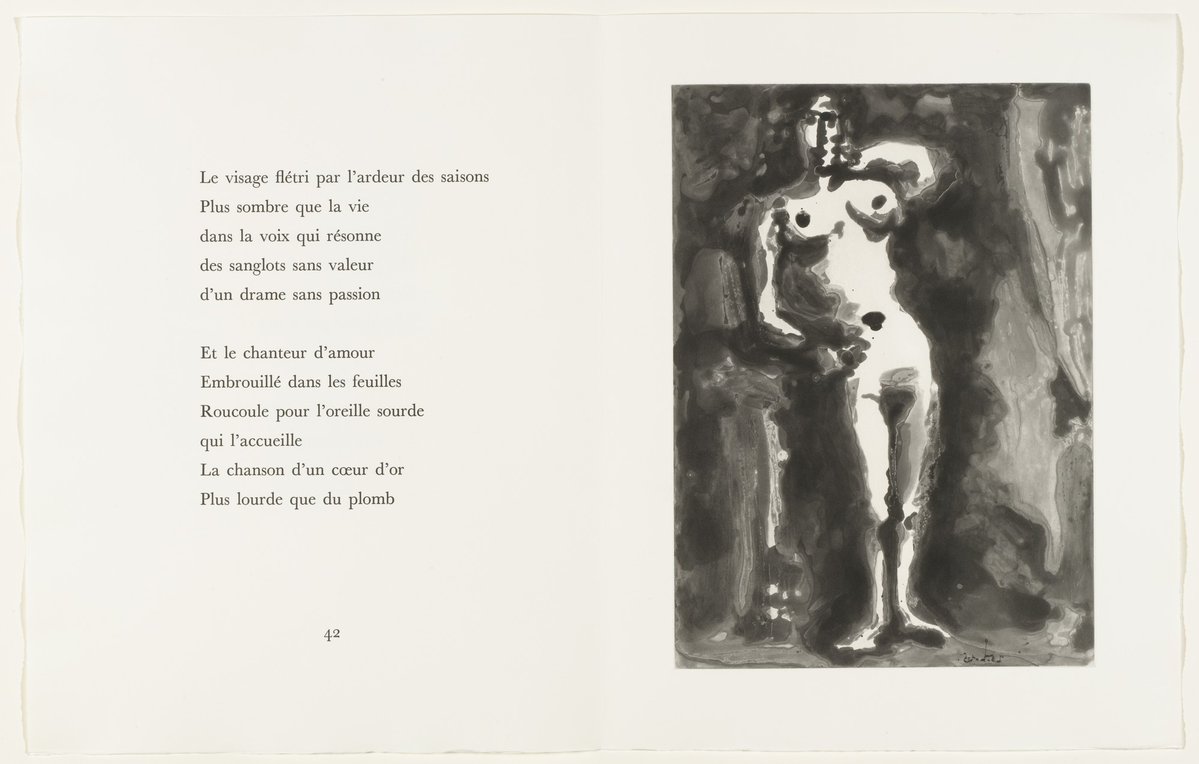 Le visage flétri par l’ardeur des saisons
Plus sombre que la vie
dans la voix qui résonne
des sanglots sans valeur
d’un drame sans passion
Et le chanteur d’amour
Embrouillé dans les feuilles
Roucoule pour l’oreille sourde
qui l’accueille
La chanson d’un cœur d’or
Plus lourde que du plomb
42